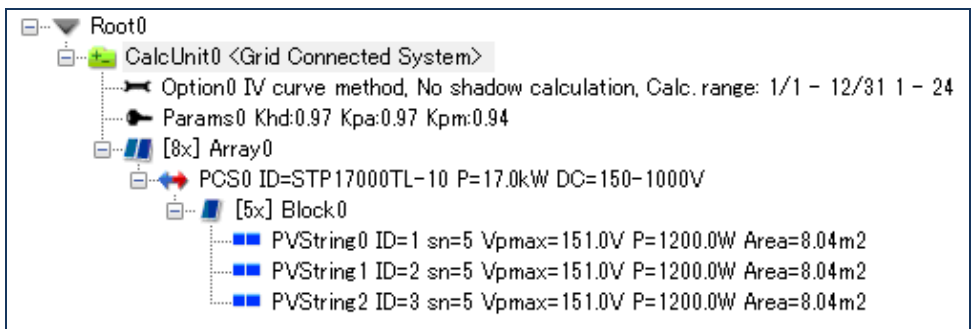 Root0
CalcUnit0 <Grid Connected System>
Option0 IV curve method, No shadow calculation, Calc. range: 1/1 - 12/31 1 - 24
Params0 Khd:0.97 Kpa:0.97 Kpm:0.94
[8x] Array0
PCS0 ID=STP17000TL-10 P=17.0kW DC=150-1000V
[5x] Block0
PVString0 ID=1 sn=5 Vpmax=151.0V P=1200.0W Area=8.04m2
PVString1 ID=2 sn=5 Vpmax=151.0V P=1200.0W Area=8.04m2
PVString2 ID=3 sn=5 Vpmax=151.0V P=1200.0W Area=8.04m2